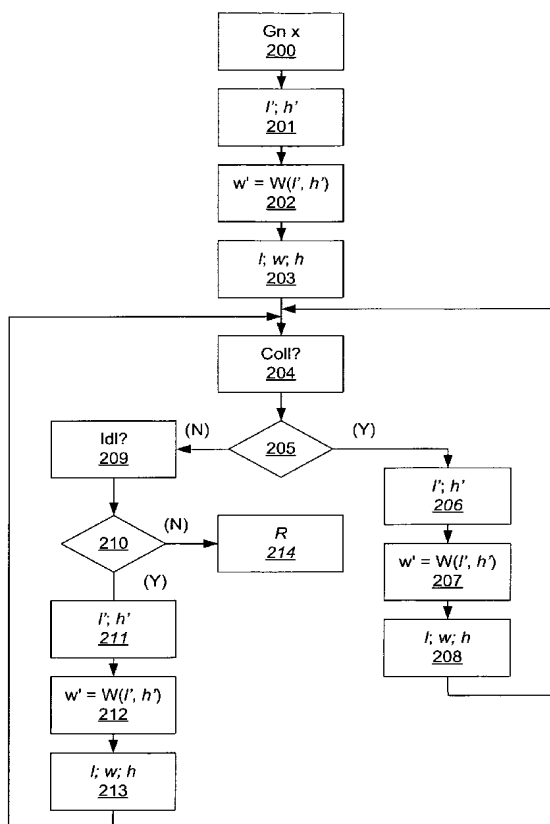 Gn x
200
l'; h'
201
w' = W(l', h')
202
l; w; h
203
Coll?
204
205
(N)
(Y)
Idl?
209
210
(N)
(Y)
R
214
l'; h'
206
w' = W(l', h')
207
l; w; h
208
l'; h'
211
w' = W(l', h')
212
l; w; h
213